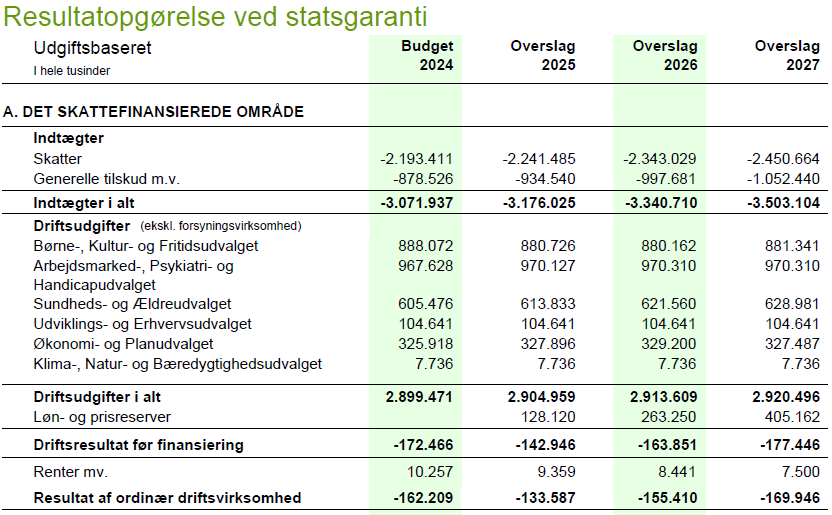 Resultatopgørelse ved statsgaranti
Udgiftsbaseret Budget Overslag Overslag Overslag
I hele tusinder 2024 2025 2026 2027
A. DET SKATTEFINANSIEREDE OMRÅDE
Indtægter
Skatter -2.193.411 -2.241.485 -2.343.029 -2.450.664
Generelle tilskud m.v. -878.526 -934.540 -997.681 -1.052.440
Indtægter i alt -3.071.937 -3.176.025 -3.340.710 -3.503.104
Driftsudgifter (ekskl. forsyningsvirksomhed)
Børne-, Kultur- og Fritidsudvalget 888.072 880.726 880.162 881.341
Arbejdsmarked-, Psykiatri- og 967.628 970.127 970.310 970.310
Handicapudvalget
Sundheds- og Ældreudvalget 605.476 613.833 621.560 628.981
Udviklings- og Erhvervsudvalget 104.641 104.641 104.641 104.641
Økonomi- og Planudvalget 325.918 327.896 329.200 327.487
Klima-, Natur- og Bæredygtighedsudvalget 7.736 7.736 7.736 7.736
Driftsudgifter i alt 2.899.471 2.904.959 2.913.609 2.920.496
Løn- og prisreserver 128.120 263.250 405.162
Driftsresultat før finansiering -172.466 -142.946 -163.851 -177.446
Renter mv. 10.257 9.359 8.441 7.500
Resultat af ordinær driftsvirksomhed -162.209 -133.587 -155.410 -169.946